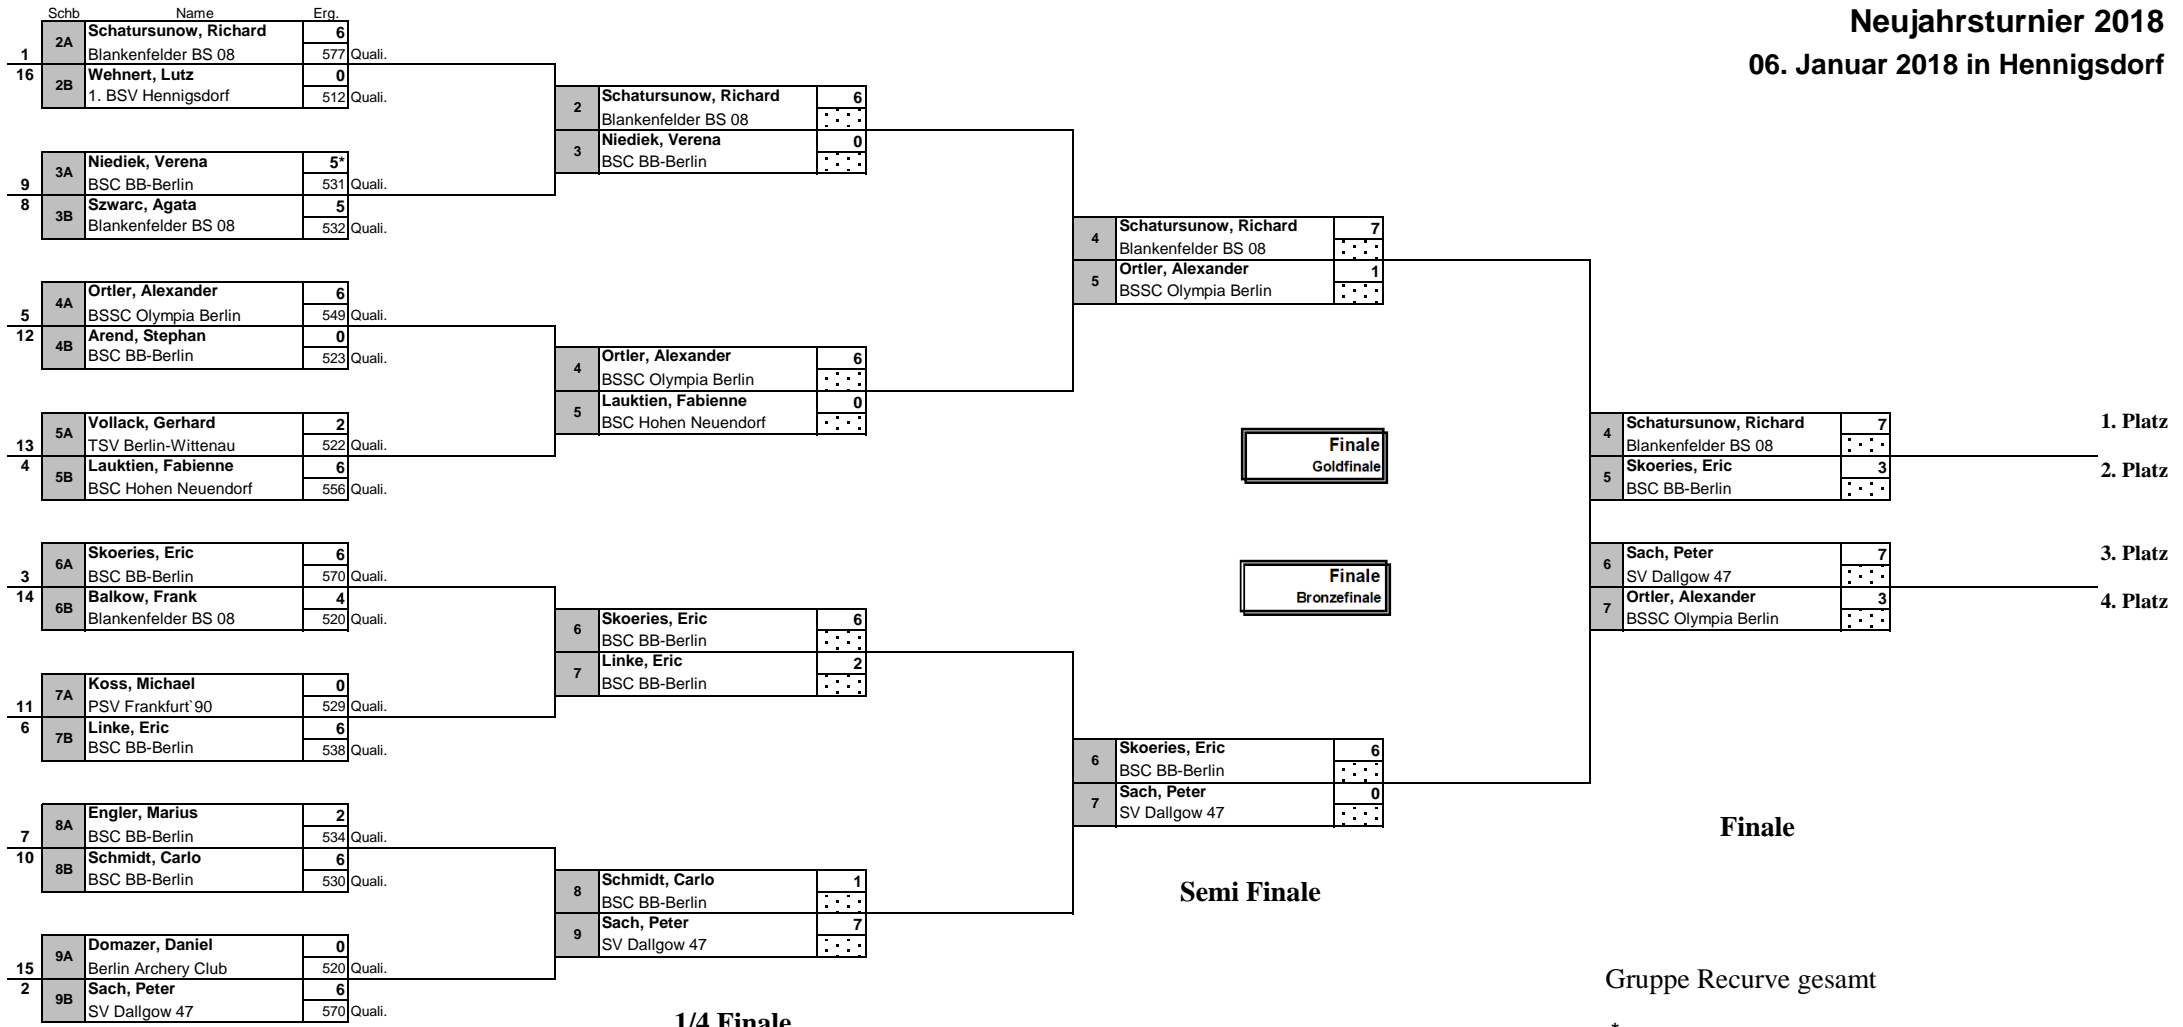 Neujahrsturnier 2018
06. Januar 2018 in Hennigsdorf
Schb Name Erg.
2A Schatursunow, Richard 6
1 Blankenfelder BS 08 577 Quali.
16 2B Wehnert, Lutz 0
1. BSV Hennigsdorf 512 Quali.
3A Niediek, Verena 5*
9 BSC BB-Berlin 531 Quali.
8 3B Szwarc, Agata 5
Blankenfelder BS 08 532 Quali.
4A Ortler, Alexander 6
5 BSSC Olympia Berlin 549 Quali.
12 4B Arend, Stephan 0
BSC BB-Berlin 523 Quali.
5A Vollack, Gerhard 2
13 TSV Berlin-Wittenau 522 Quali.
4 5B Lauktien, Fabienne 6
BSC Hohen Neuendorf 556 Quali.
6A Skoeries, Eric 6
3 BSC BB-Berlin 570 Quali.
14 6B Balkow, Frank 4
Blankenfelder BS 08 520 Quali.
7A Koss, Michael 0
11 PSV Frankfurt`90 529 Quali.
6 7B Linke, Eric 6
BSC BB-Berlin 538 Quali.
8A Engler, Marius 2
7 BSC BB-Berlin 534 Quali.
10 8B Schmidt, Carlo 6
BSC BB-Berlin 530 Quali.
9A Domazer, Daniel 0
15 Berlin Archery Club 520 Quali.
2 9B Sach, Peter 6
SV Dallgow 47 570 Quali.
2 Schatursunow, Richard 6
Blankenfelder BS 08
3 Niediek, Verena 0
BSC BB-Berlin
4 Ortler, Alexander 6
BSSC Olympia Berlin
5 Lauktien, Fabienne 0
BSC Hohen Neuendorf
6 Skoeries, Eric 6
BSC BB-Berlin
7 Linke, Eric 2
BSC BB-Berlin
8 Schmidt, Carlo 1
BSC BB-Berlin
9 Sach, Peter 7
SV Dallgow 47
1/4 Finale
4 Schatursunow, Richard 7
Blankenfelder BS 08
5 Ortler, Alexander 1
BSSC Olympia Berlin
Finale
Goldfinale
Finale
Bronzefinale
6 Skoeries, Eric 6
BSC BB-Berlin
7 Sach, Peter 0
SV Dallgow 47
Semi Finale
4 Schatursunow, Richard 7 1. Platz
Blankenfelder BS 08
5 Skoeries, Eric 3 2. Platz
BSC BB-Berlin
6 Sach, Peter 7 3. Platz
SV Dallgow 47
7 Ortler, Alexander 3 4. Platz
BSSC Olympia Berlin
Finale
Gruppe Recurve gesamt
*